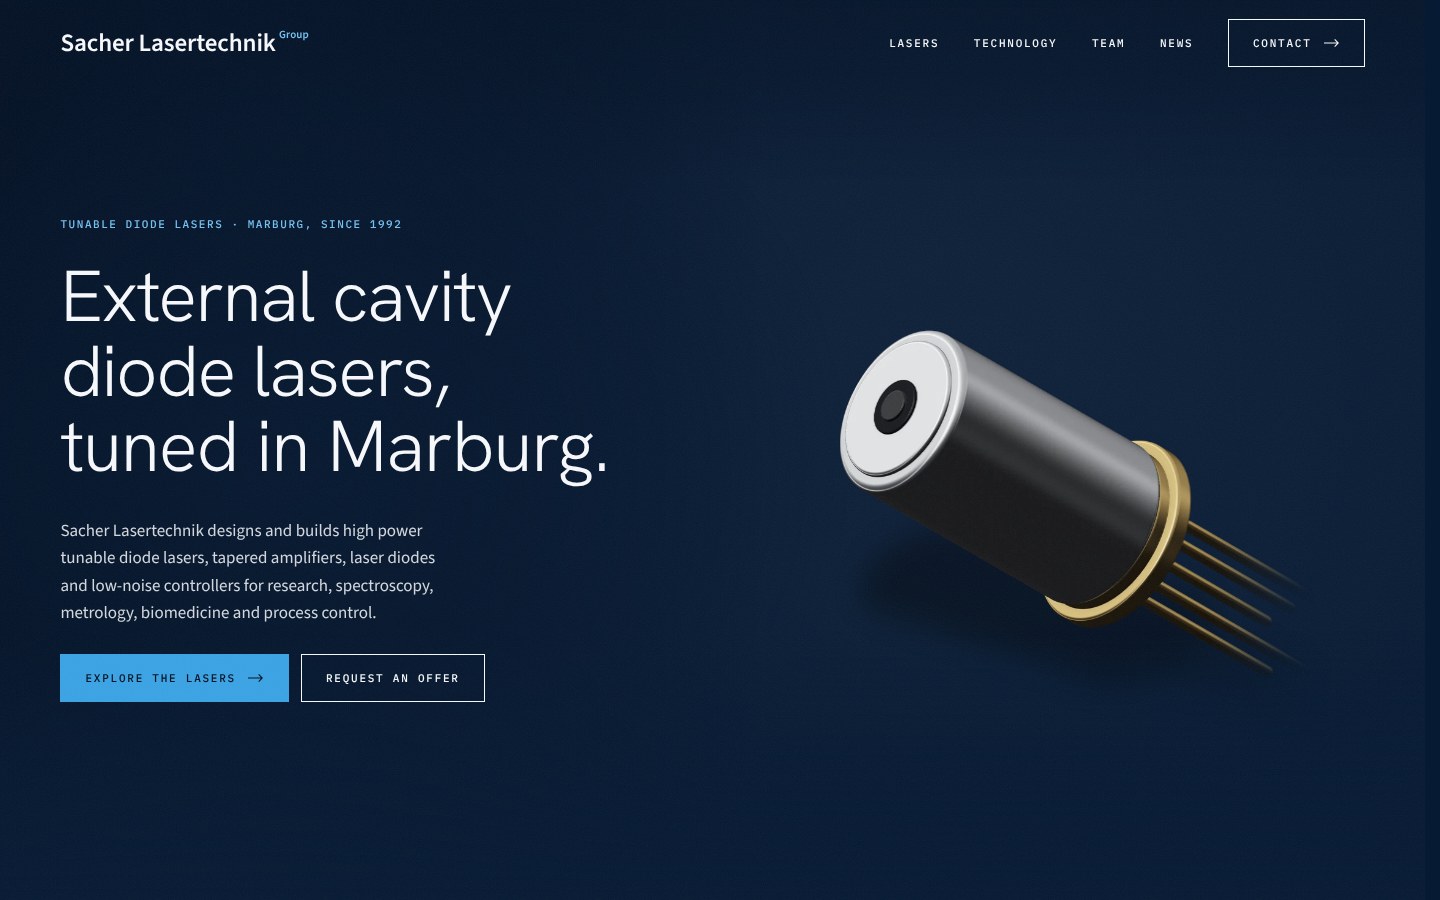 Sacher Lasertechnik Group
LASERS
TECHNOLOGY
TEAM
NEWS
CONTACT
TUNABLE DIODE LASERS · MARBURG, SINCE 1992
External cavity
diode lasers,
tuned in Marburg.
Sacher Lasertechnik designs and builds high power
tunable diode lasers, tapered amplifiers, laser diodes
and low-noise controllers for research, spectroscopy,
metrology, biomedicine and process control.
EXPLORE THE LASERS
REQUEST AN OFFER